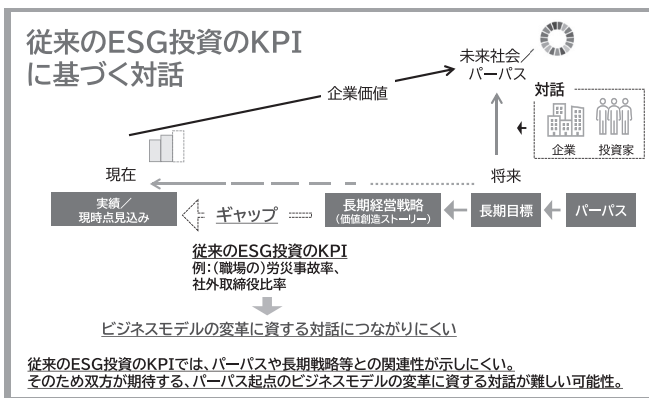 従来のESG投資のKPI
に基づく対話
未来社会／
パーパス
企業価値
対話
企業
投資家
現在
将来
実績／
現時点見込み
ギャップ
長期経営戦略
（価値創造ストーリー）
長期目標
パーパス
従来のESG投資のKPI
例：（職場の）労災事故率、
社外取締役比率
ビジネスモデルの変革に資する対話につながりにくい
従来のESG投資のKPIでは、パーパスや長期戦略等との関連性が示しにくい。
そのため双方が期待する、パーパス起点のビジネスモデルの変革に資する対話が難しい可能性。